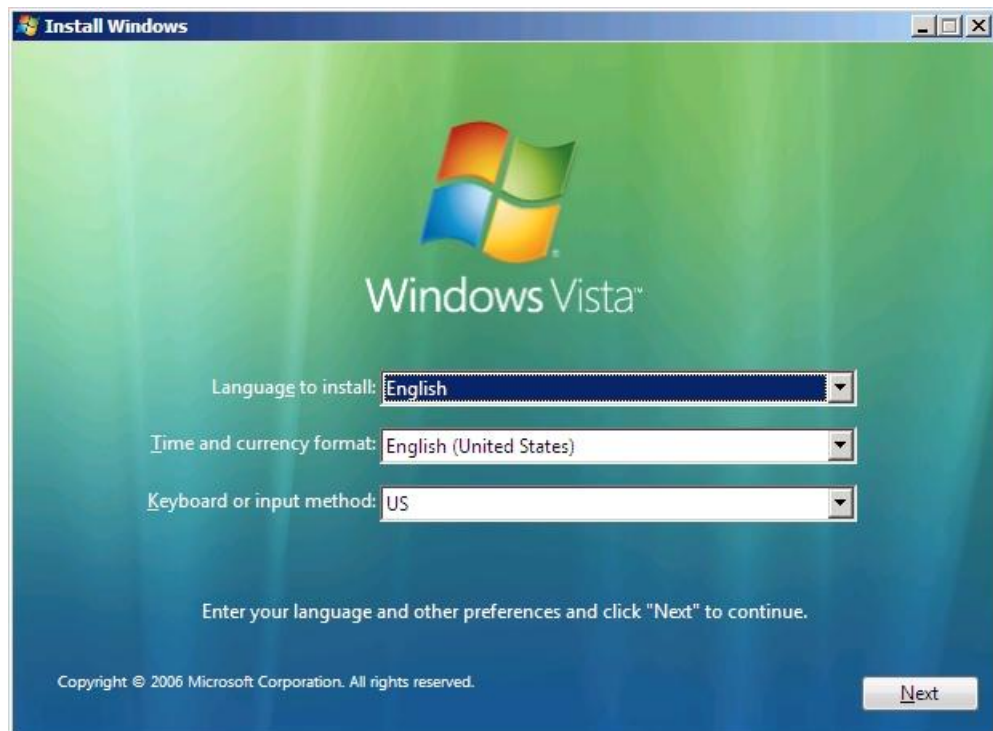 Install Windows
Windows Vista™
Language to install: English
Time and currency format: English (United States)
Keyboard or input method: US
Enter your language and other preferences and click "Next" to continue.
Copyright © 2006 Microsoft Corporation. All rights reserved.
Next